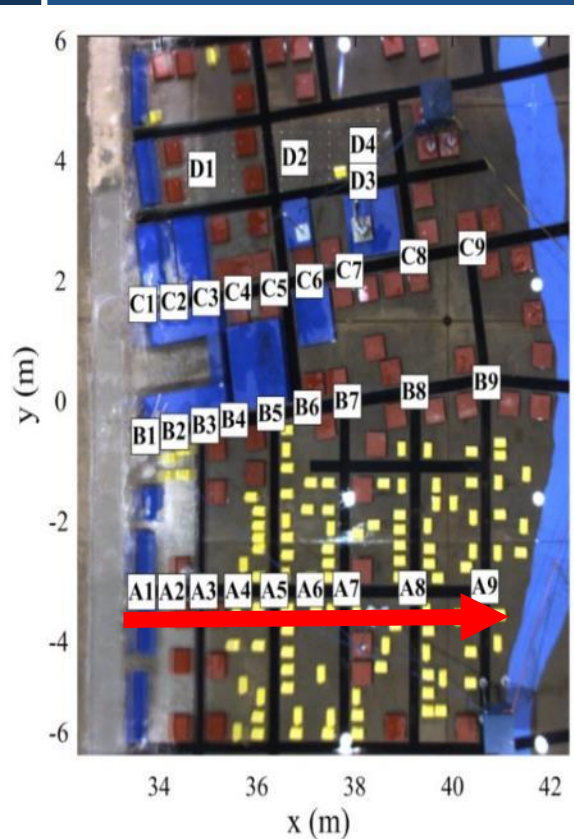 6
4
2
0
-2
-4
-6
y (m)
D1 D2 D4
D3
C1 C2 C3 C4 C5 C6 C7 C8 C9
B1 B2 B3 B4 B5 B6 B7 B8 B9
A1 A2 A3 A4 A5 A6 A7 A8 A9
34 36 38 40 42
x (m)